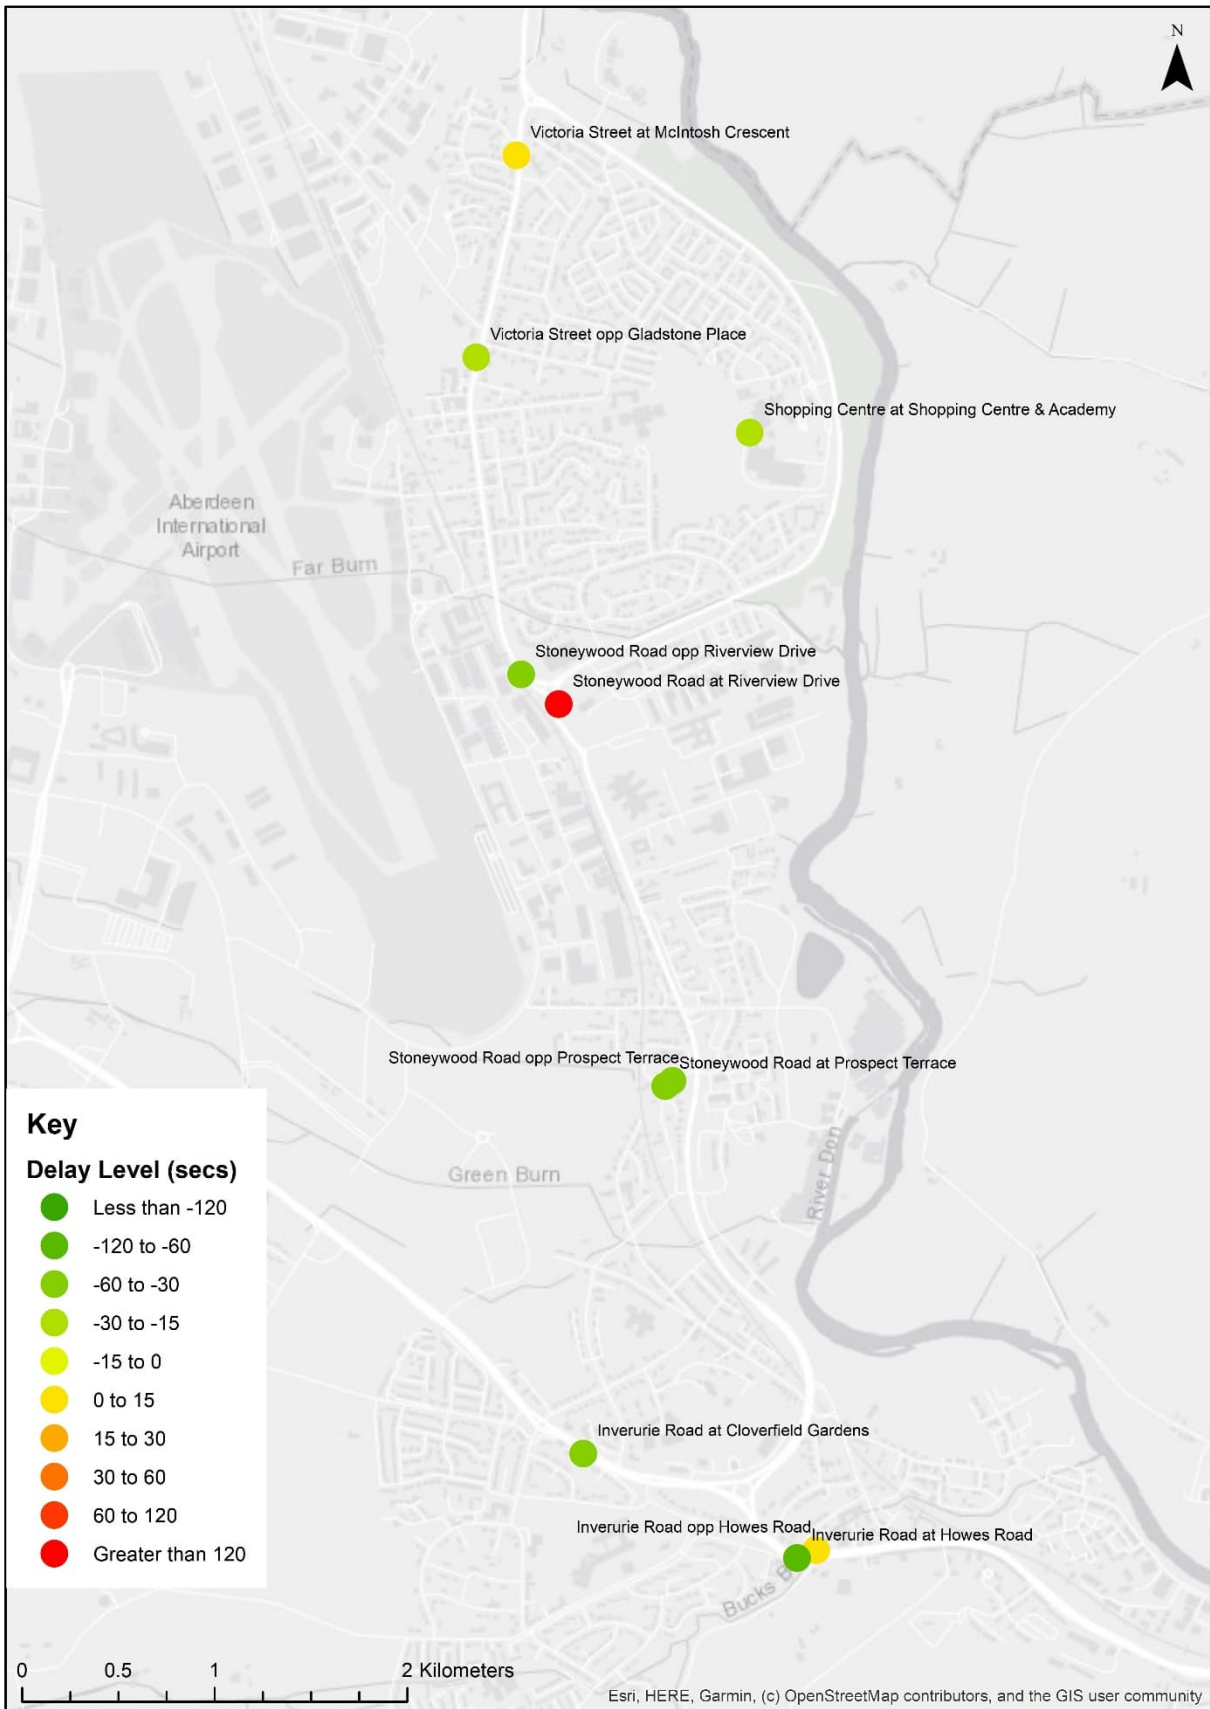 N
Victoria Street at McIntosh Crescent
Victoria Street opp Gladstone Place
Shopping Centre at Shopping Centre & Academy
Aberdeen
International
Airport
Far Burn
Stoneywood Road opp Riverview Drive
Stoneywood Road at Riverview Drive
Stoneywood Road opp Prospect Terrace
Stoneywood Road at Prospect Terrace
River Don
Green Burn
Key
Delay Level (secs)
Less than -120
-120 to -60
-60 to -30
-30 to -15
-15 to 0
0 to 15
15 to 30
30 to 60
60 to 120
Greater than 120
Inverurie Road at Cloverfield Gardens
Inverurie Road opp Howes Road
Inverurie Road at Howes Road
Bucks B
0 0.5 1 2 Kilometers
Esri, HERE, Garmin, (c) OpenStreetMap contributors, and the GIS user community